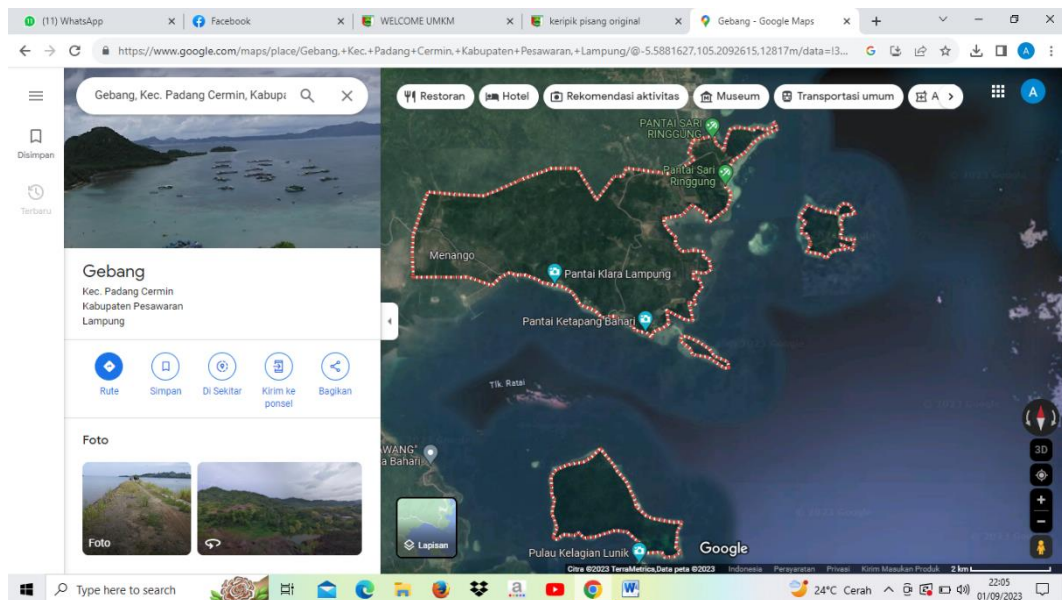 (11) WhatsApp
Facebook
WELCOME UMKM
keripik pisang original
Gebang - Google Maps
https://www.google.com/maps/place/Gebang,+Kec.+Padang+Cermin,+Kabupaten+Pesawaran,+Lampung/@-5.5881627,105.2092615,12817m/data=!3...
Gebang, Kec. Padang Cermin, Kabupa
Restoran
Hotel
Rekomendasi aktivitas
Museum
Transportasi umum
A
A
Disimpan
Terbaru
PANTAI SARI
RINGGUNG
Pantai Sari
Ringgung
Menango
Pantai Klara Lampung
Pantai Ketapang Bahari
Tlk. Ratai
Gebang
Kec. Padang Cermin
Kabupaten Pesawaran
Lampung
Rute
Simpan
Di Sekitar
Kirim ke
ponsel
Bagikan
Foto
Foto
AWANG"
a Bahari
Lapisan
Pulau Kelagian Lunik
Google
3D
Citra ©2023 TerraMetrics,Data peta ©2023
Indonesia
Persyaratan
Privasi
Kirim Masukan Produk
2 km
Type here to search
24°C Cerah
22:05
01/09/2023